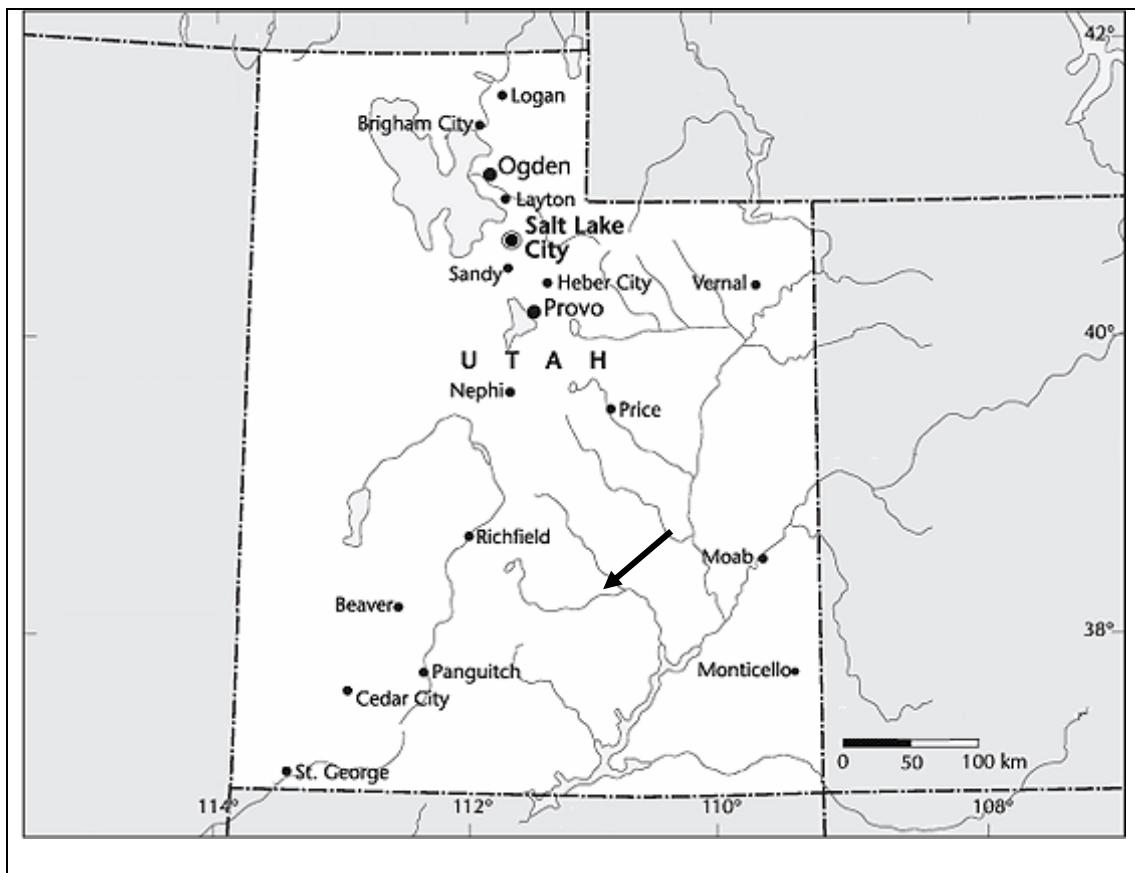 42°
Logan
Brigham City
Ogden
Layton
Salt Lake
City
Sandy
Heber City
Vernal
Provo
40°
U T A H
Nephi
Price
Richfield
Moab
Beaver
38°
Panguitch
Monticello
Cedar City
0 50 100 km
St. George
114° 112° 110° 108°